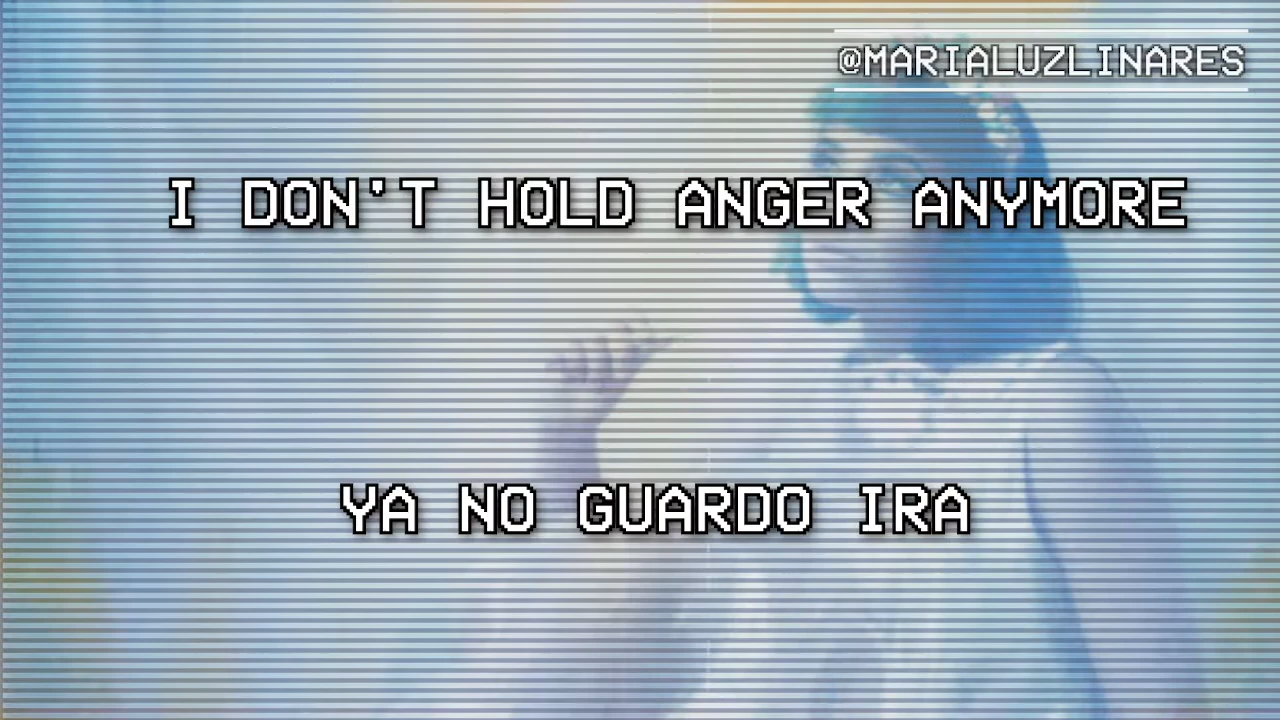 @MARIALUZLINARES
I DON'T HOLD ANGER ANYMORE
YA NO GUARDO IRA